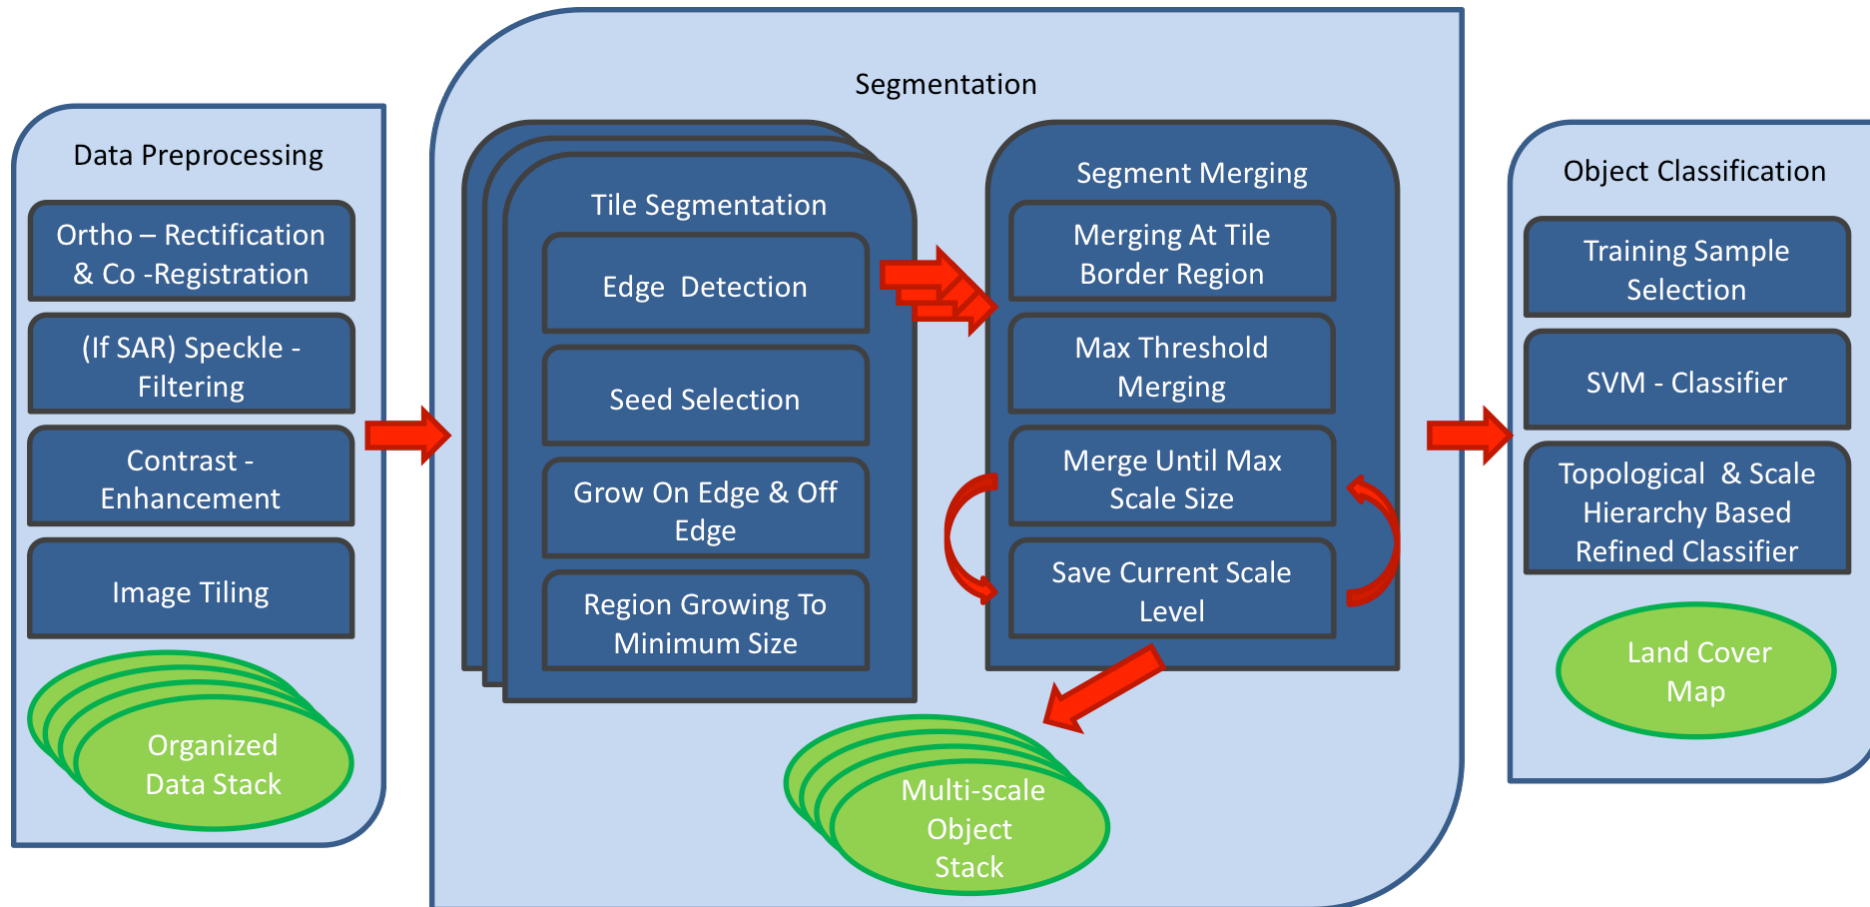 Data Preprocessing
Ortho – Rectification
& Co -Registration
(If SAR) Speckle -
Filtering
Contrast -
Enhancement
Image Tiling
Organized
Data Stack
Segmentation
Tile Segmentation
Edge  Detection
Seed Selection
Grow On Edge & Off
Edge
Region Growing To
Minimum Size
Segment Merging
Merging At Tile
Border Region
Max Threshold
Merging
Merge Until Max
Scale Size
Save Current Scale
Level
Multi-scale
Object
Stack
Object Classification
Training Sample
Selection
SVM - Classifier
Topological  & Scale
Hierarchy Based
Refined Classifier
Land Cover
Map